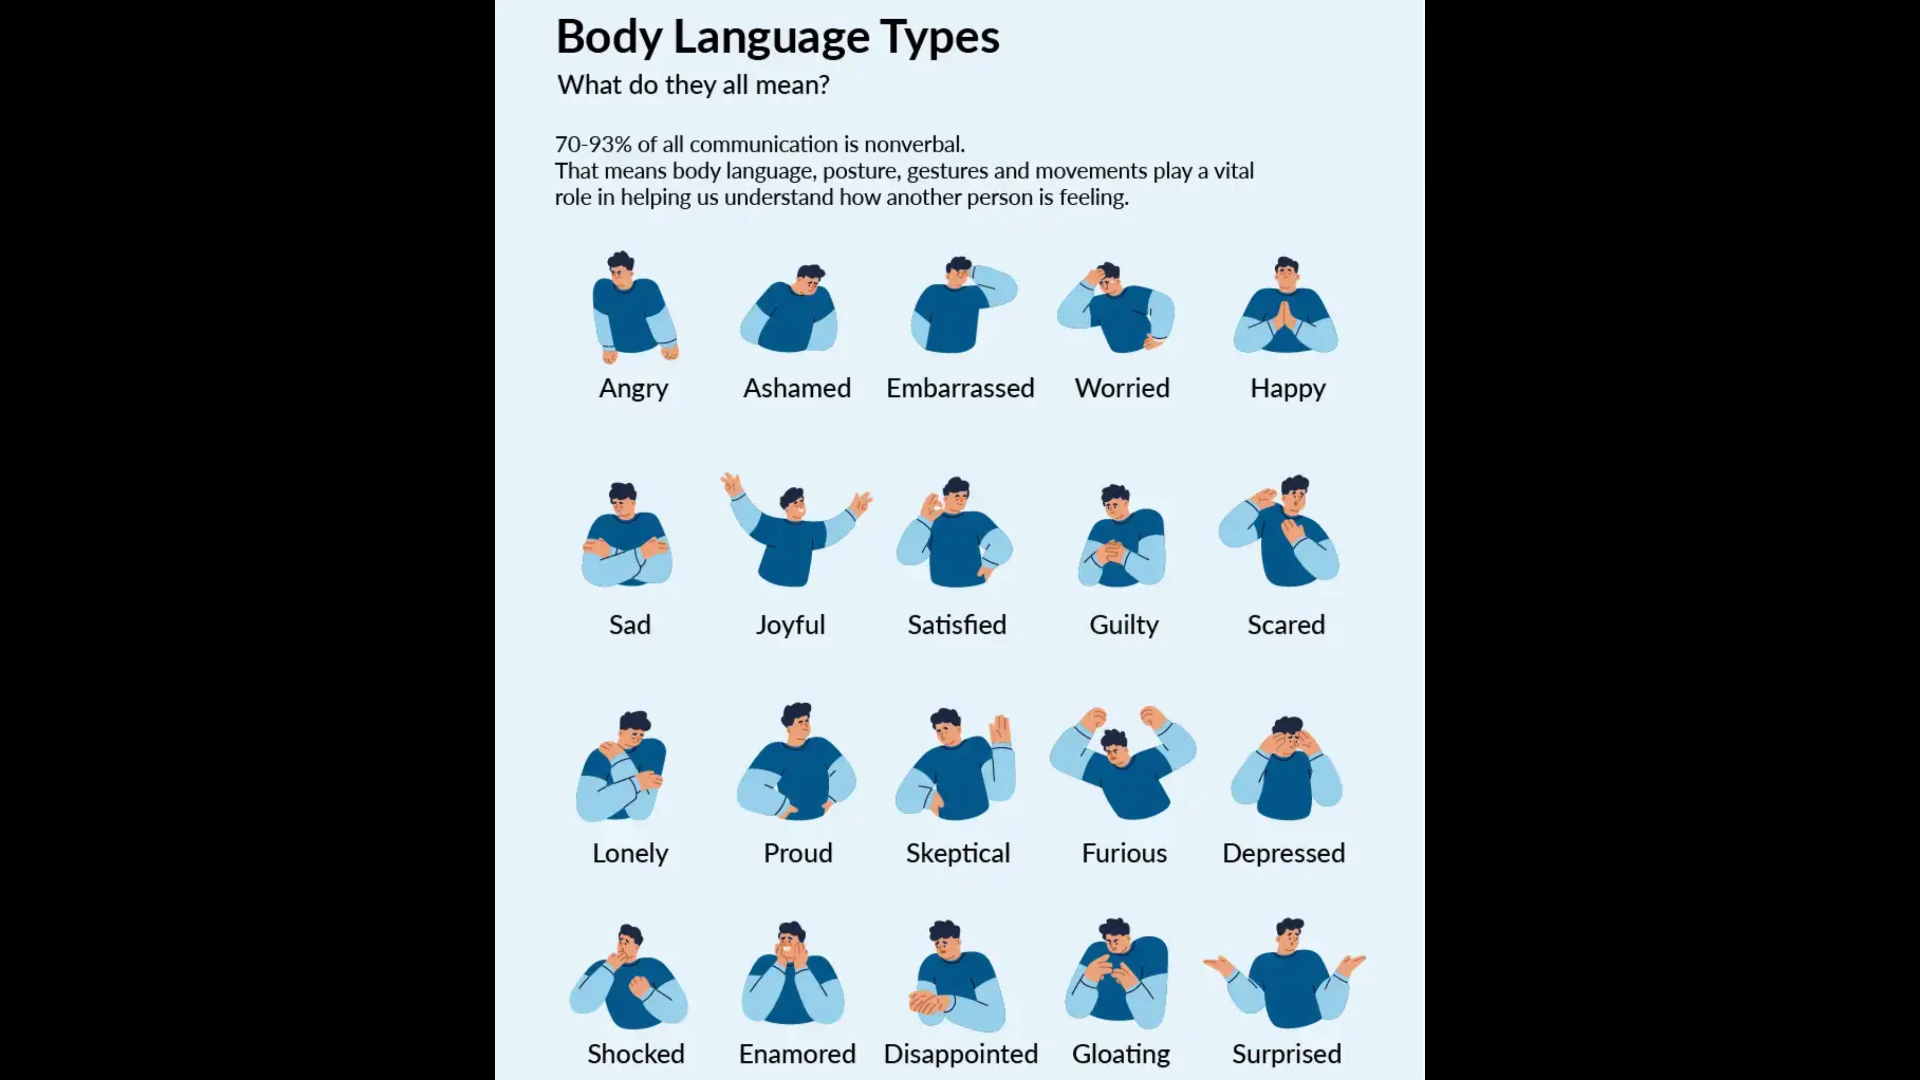 Body Language Types
What do they all mean?
70-93% of all communication is nonverbal.
That means body language, posture, gestures and movements play a vital
role in helping us understand how another person is feeling.
Angry Ashamed Embarrassed Worried Happy
Sad Joyful Satisfied Guilty Scared
Lonely Proud Skeptical Furious Depressed
Shocked Enamored Disappointed Gloating Surprised